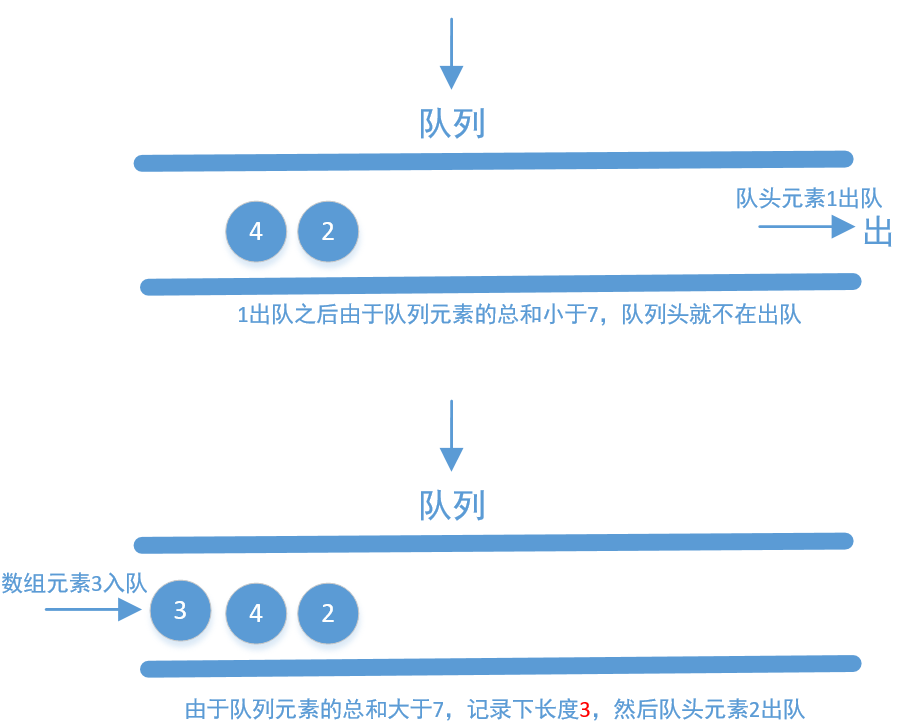 队列
队头元素1出队
4 2
出
1出队之后由于队列元素的总和小于7，队列头就不在出队
队列
数组元素3入队
3 4 2
由于队列元素的总和大于7，记录下长度3，然后队头元素2出队